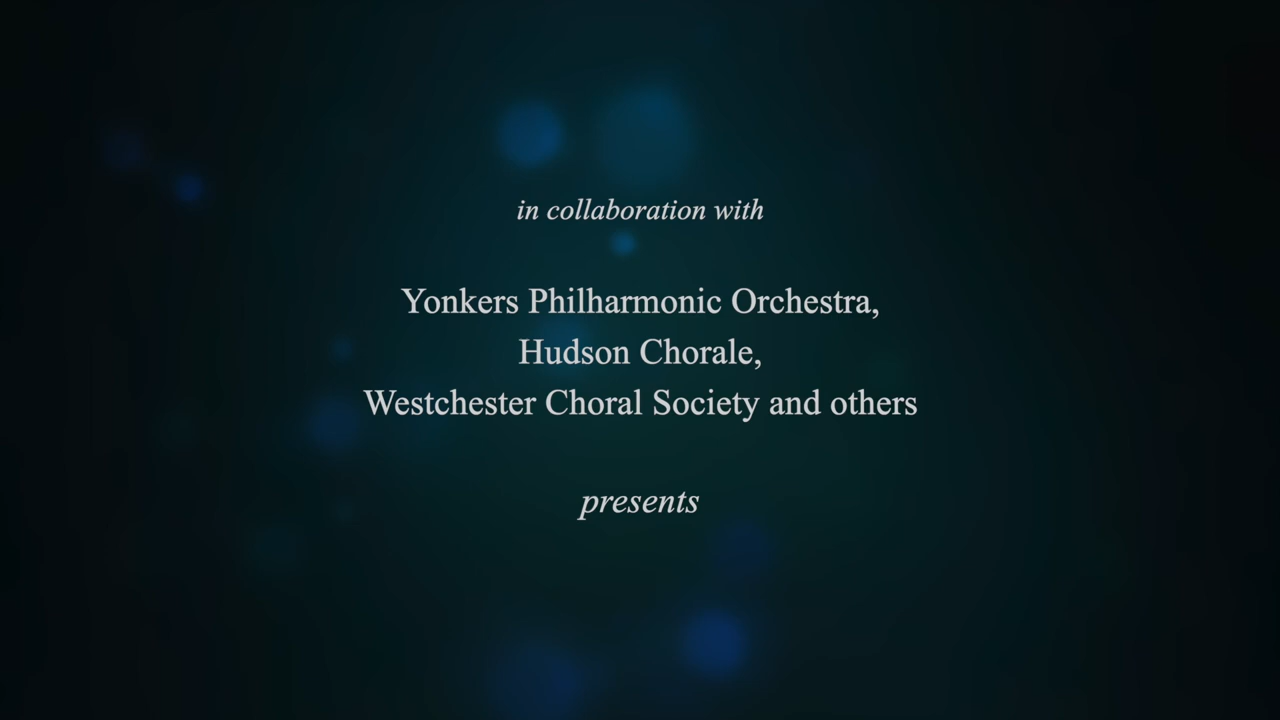 in collaboration with
Yonkers Philharmonic Orchestra,
Hudson Chorale,
Westchester Choral Society and others
presents